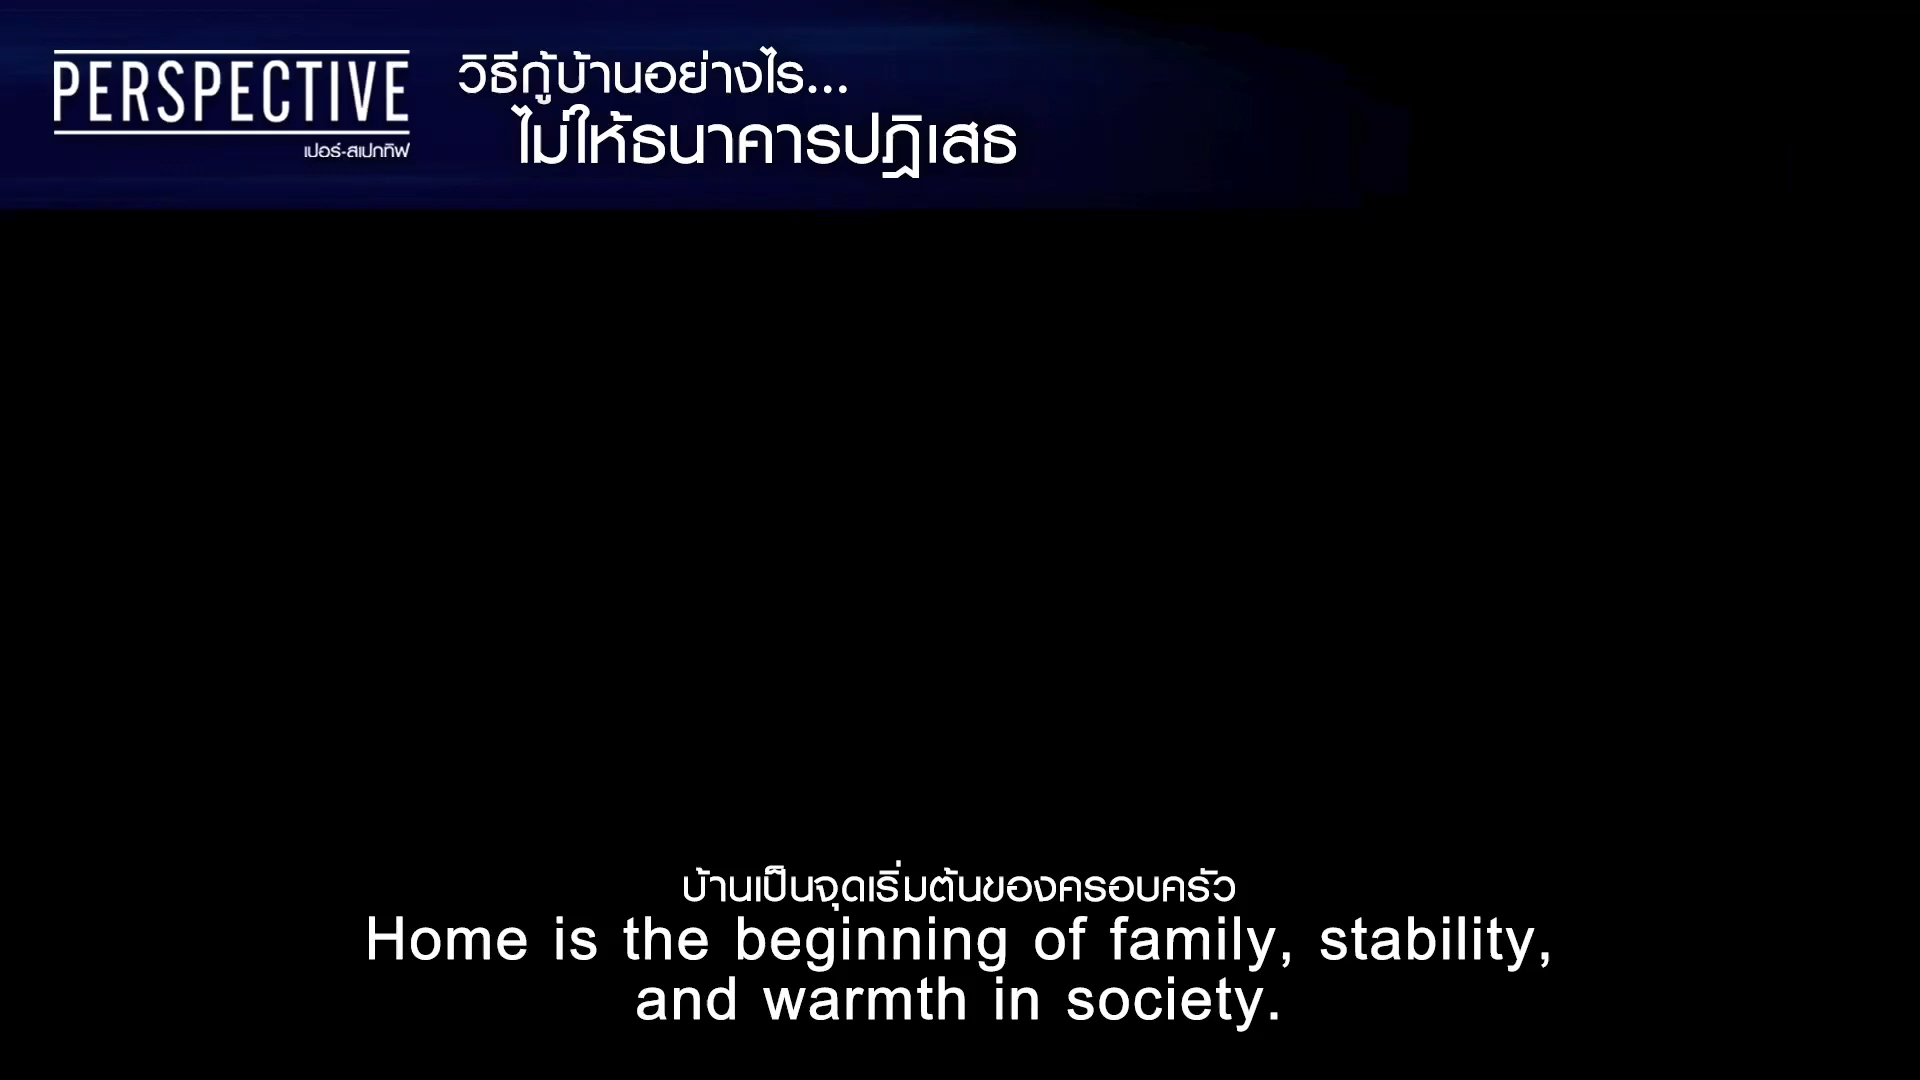 PERSPECTIVE
เปอร์-สเปกทิฟ
วิธีกู้บ้านอย่างไร...
ไม่ให้ธนาคารปฏิเสธ
บ้านเป็นจุดเริ่มต้นของครอบครัว
Home is the beginning of family, stability,
and warmth in society.